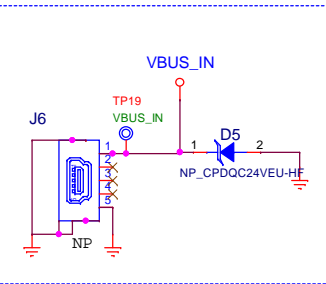 VBUS_IN
TP19
VBUS_IN
J6
D5
1
2
3
4
5
1
2
NP_CPDQC24VEU-HF
NP